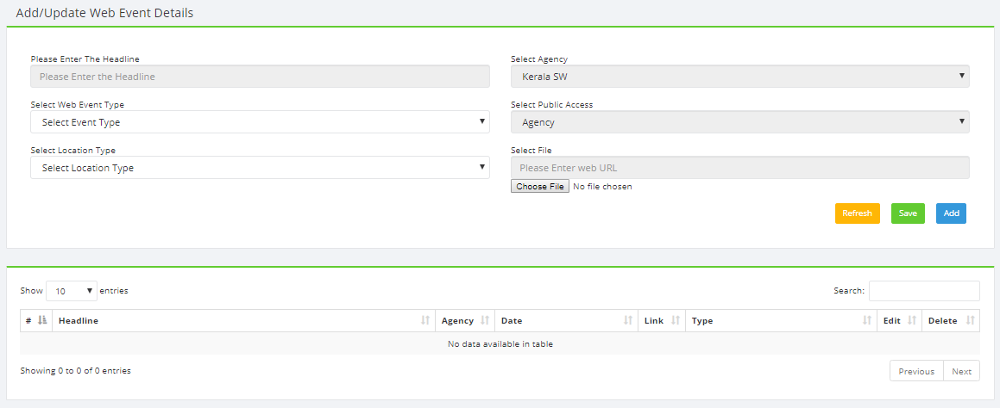 Add/Update Web Event Details
Please Enter The Headline
Please Enter the Headline
Select Agency
Kerala SW
Select Web Event Type
Select Event Type
Select Public Access
Agency
Select Location Type
Select Location Type
Select File
Please Enter web URL
Choose File No file chosen
Refresh Save Add
Show 10 entries Search:
# Headline Agency Date Link Type Edit Delete
No data available in table
Showing 0 to 0 of 0 entries Previous Next